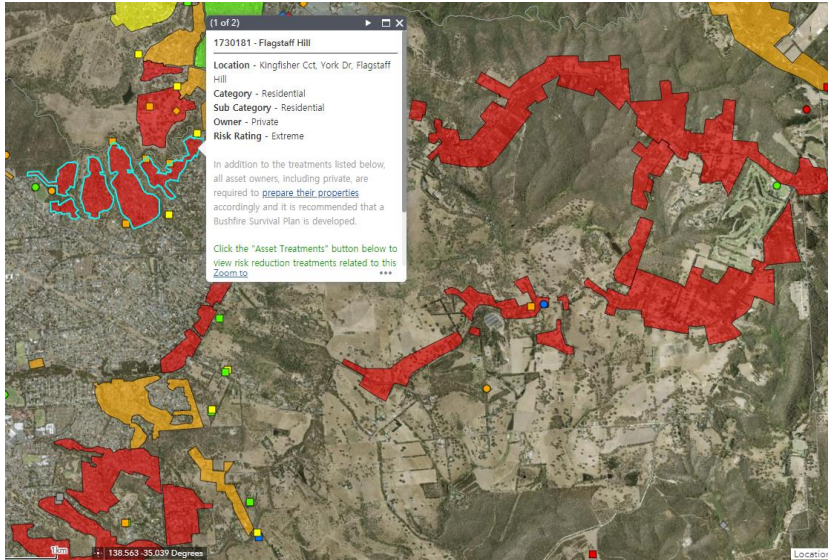 (1 of 2)
1730181 - Flagstaff Hill
Location - Kingfisher Cct, York Dr, Flagstaff
Hill
Category - Residential
Sub Category - Residential
Owner - Private
Risk Rating - Extreme
In addition to the treatments listed below,
all asset owners, including private, are
required to prepare their properties
accordingly and it is recommended that a
Bushfire Survival Plan is developed.
Click the "Asset Treatments" button below to
view risk reduction treatments related to this
Zoom to
•••
1km
138.563 -35.039 Degrees
Location